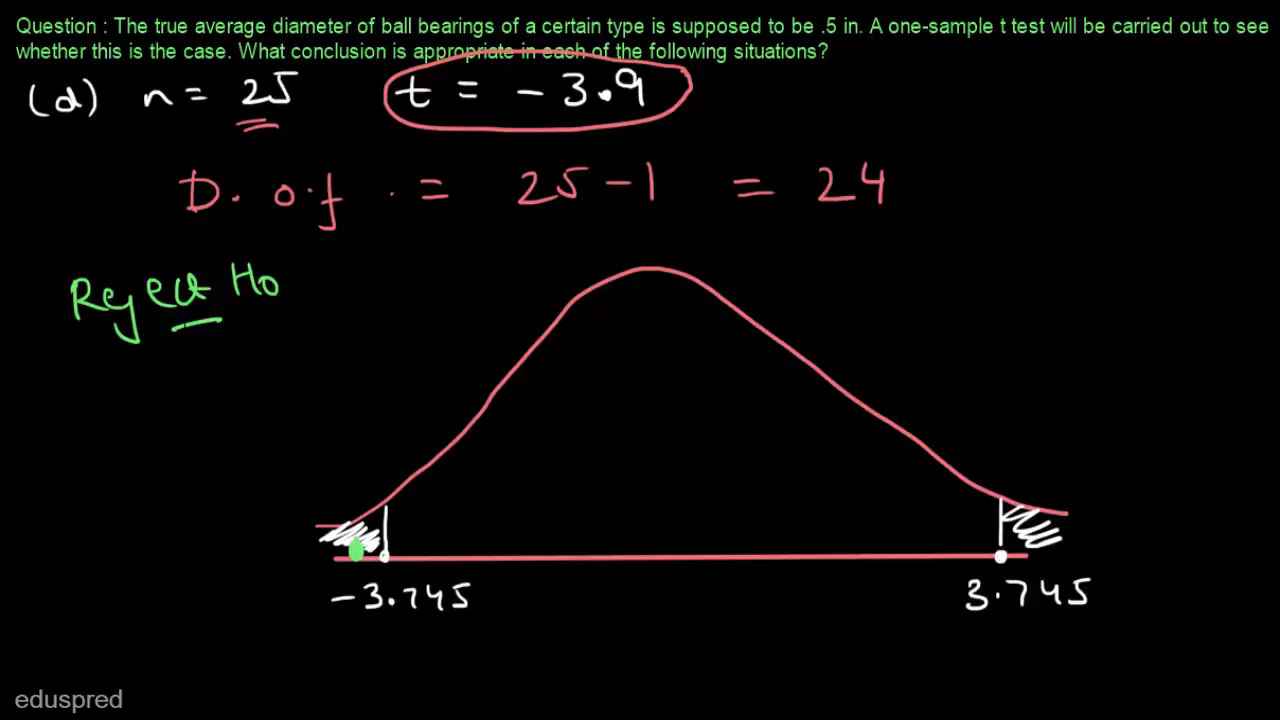 Question : The true average diameter of ball bearings of a certain type is supposed to be .5 in. A one-sample t test will be carried out to see
whether this is the case. What conclusion is appropriate in each of the following situations?
(d) n = 25 t = - 3.9
D. o.f . = 25 - 1 = 24
Reject Ho
-3.745 3.745
eduspred